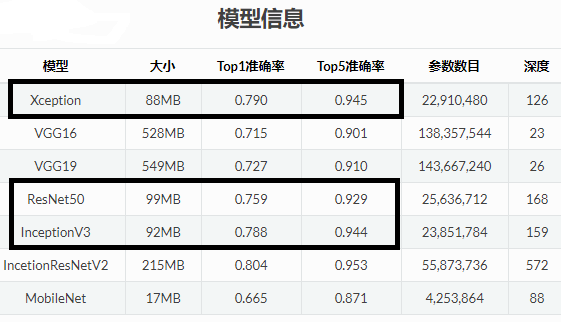 模型信息
模型 大小 Top1准确率 Top5准确率 参数数目 深度
Xception 88MB 0.790 0.945 22,910,480 126
VGG16 528MB 0.715 0.901 138,357,544 23
VGG19 549MB 0.727 0.910 143,667,240 26
ResNet50 99MB 0.759 0.929 25,636,712 168
InceptionV3 92MB 0.788 0.944 23,851,784 159
IncetionResNetV2 215MB 0.804 0.953 55,873,736 572
MobileNet 17MB 0.665 0.871 4,253,864 88